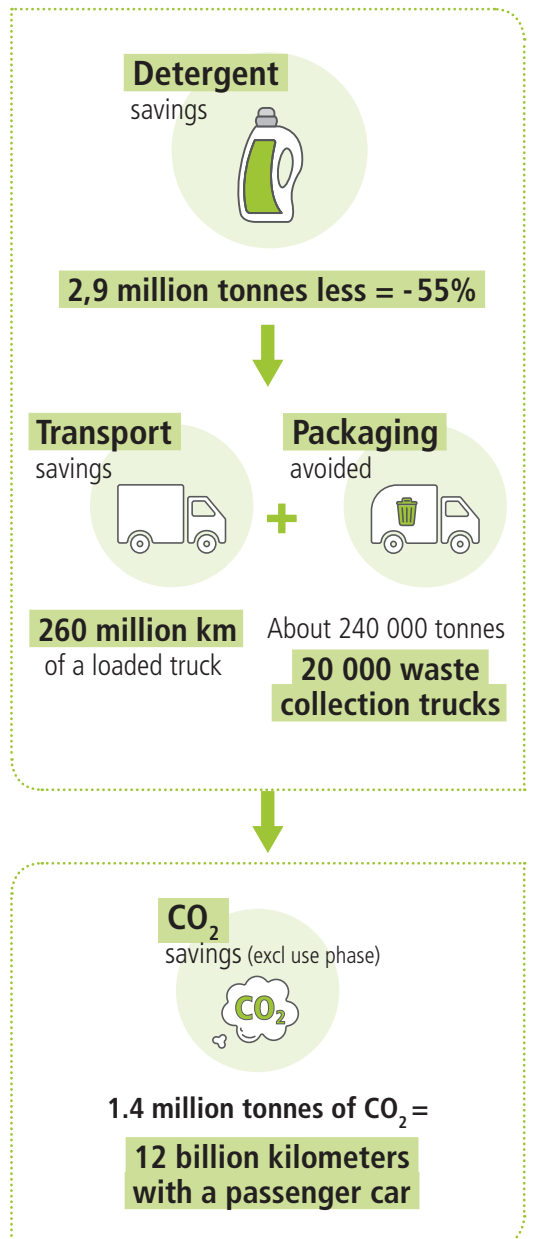 Detergent
savings
2,9 million tonnes less = -55%
Transport
savings
Packaging
avoided
+
260 million km
of a loaded truck
About 240 000 tonnes
20 000 waste
collection trucks
CO₂
savings (excl use phase)
CO₂
1.4 million tonnes of CO₂ =
12 billion kilometers
with a passenger car